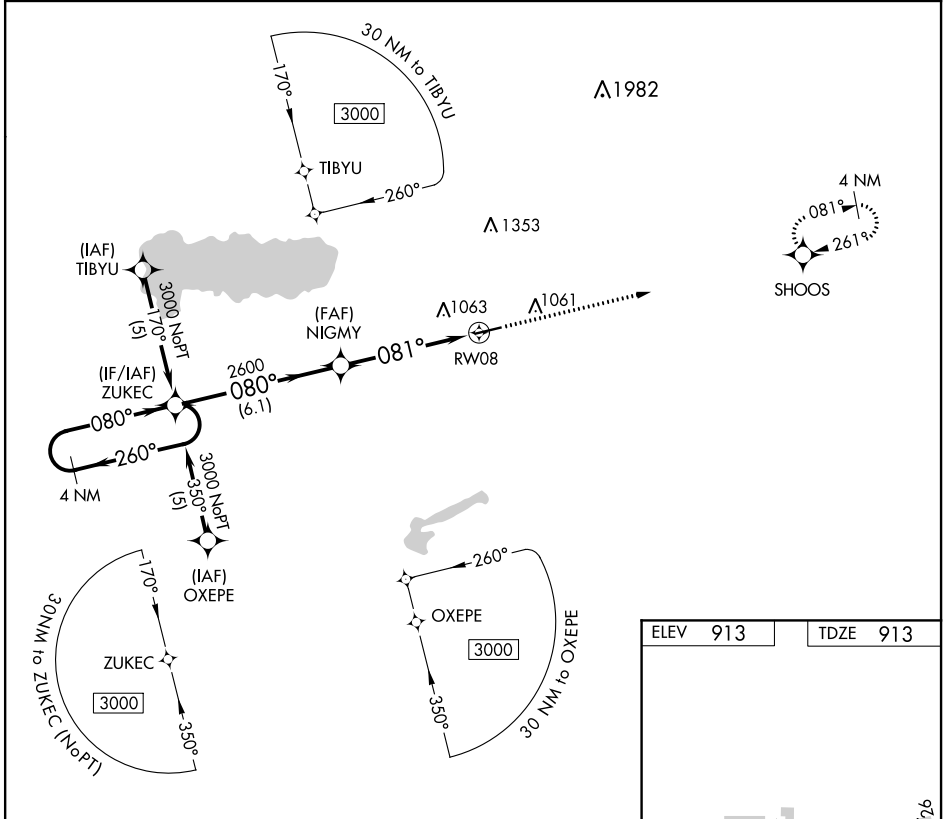 30 NM to TIBYU
170°
3000
TIBYU
260°
1982
4 NM
081°
261°
SHOOS
1353
(IAF)
TIBYU
3000 NoPT
170°
(5)
(FAF)
NIGMY
1063
1061
081°
RW08
(IF/IAF)
ZUKEC
2600
080°
(6.1)
080°
260°
4 NM
3000 NoPT
350°
(5)
(IAF)
OXEPE
170°
30NM to ZUKEC (NoPT)
ZUKEC
3000
350°
260°
OXEPE
3000
350°
30 NM to OXEPE
ELEV 913
TDZE 913